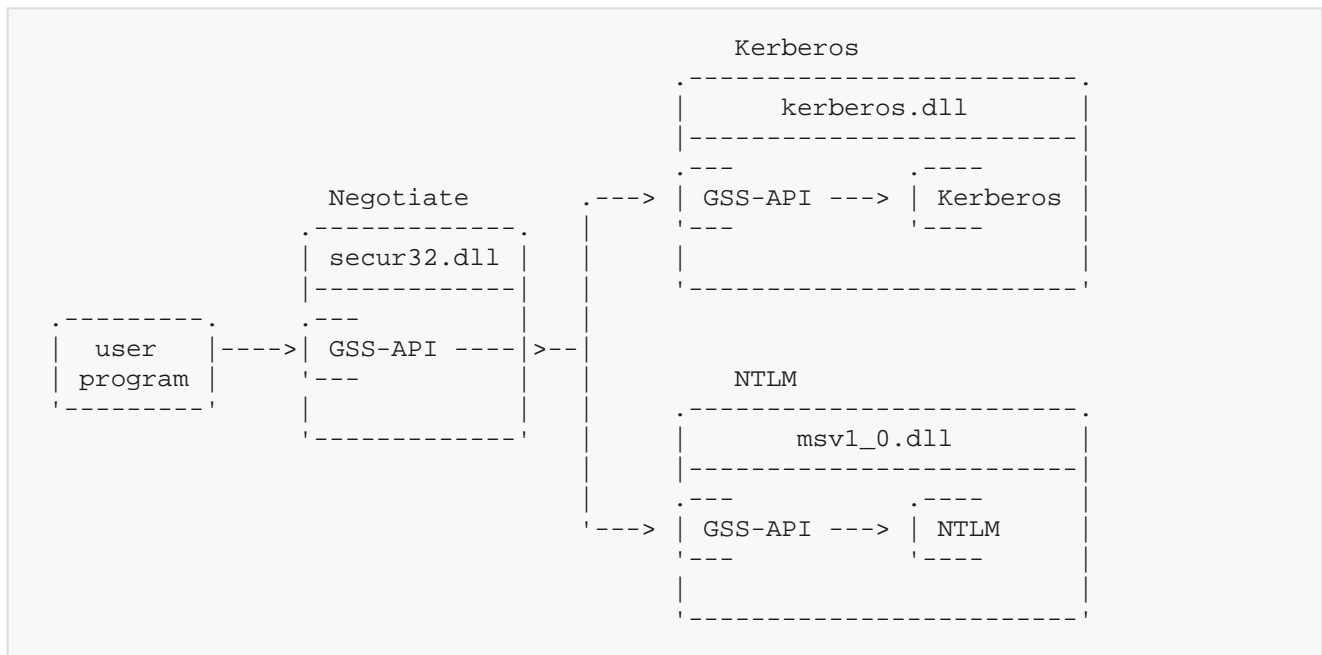 Kerberos
kerberos.dll
Negotiate .---> | GSS-API ---> | Kerberos |
secur32.dll
user |---->| GSS-API ----|>--|
program NTLM
msv1_0.dll
'---> | GSS-API ---> | NTLM